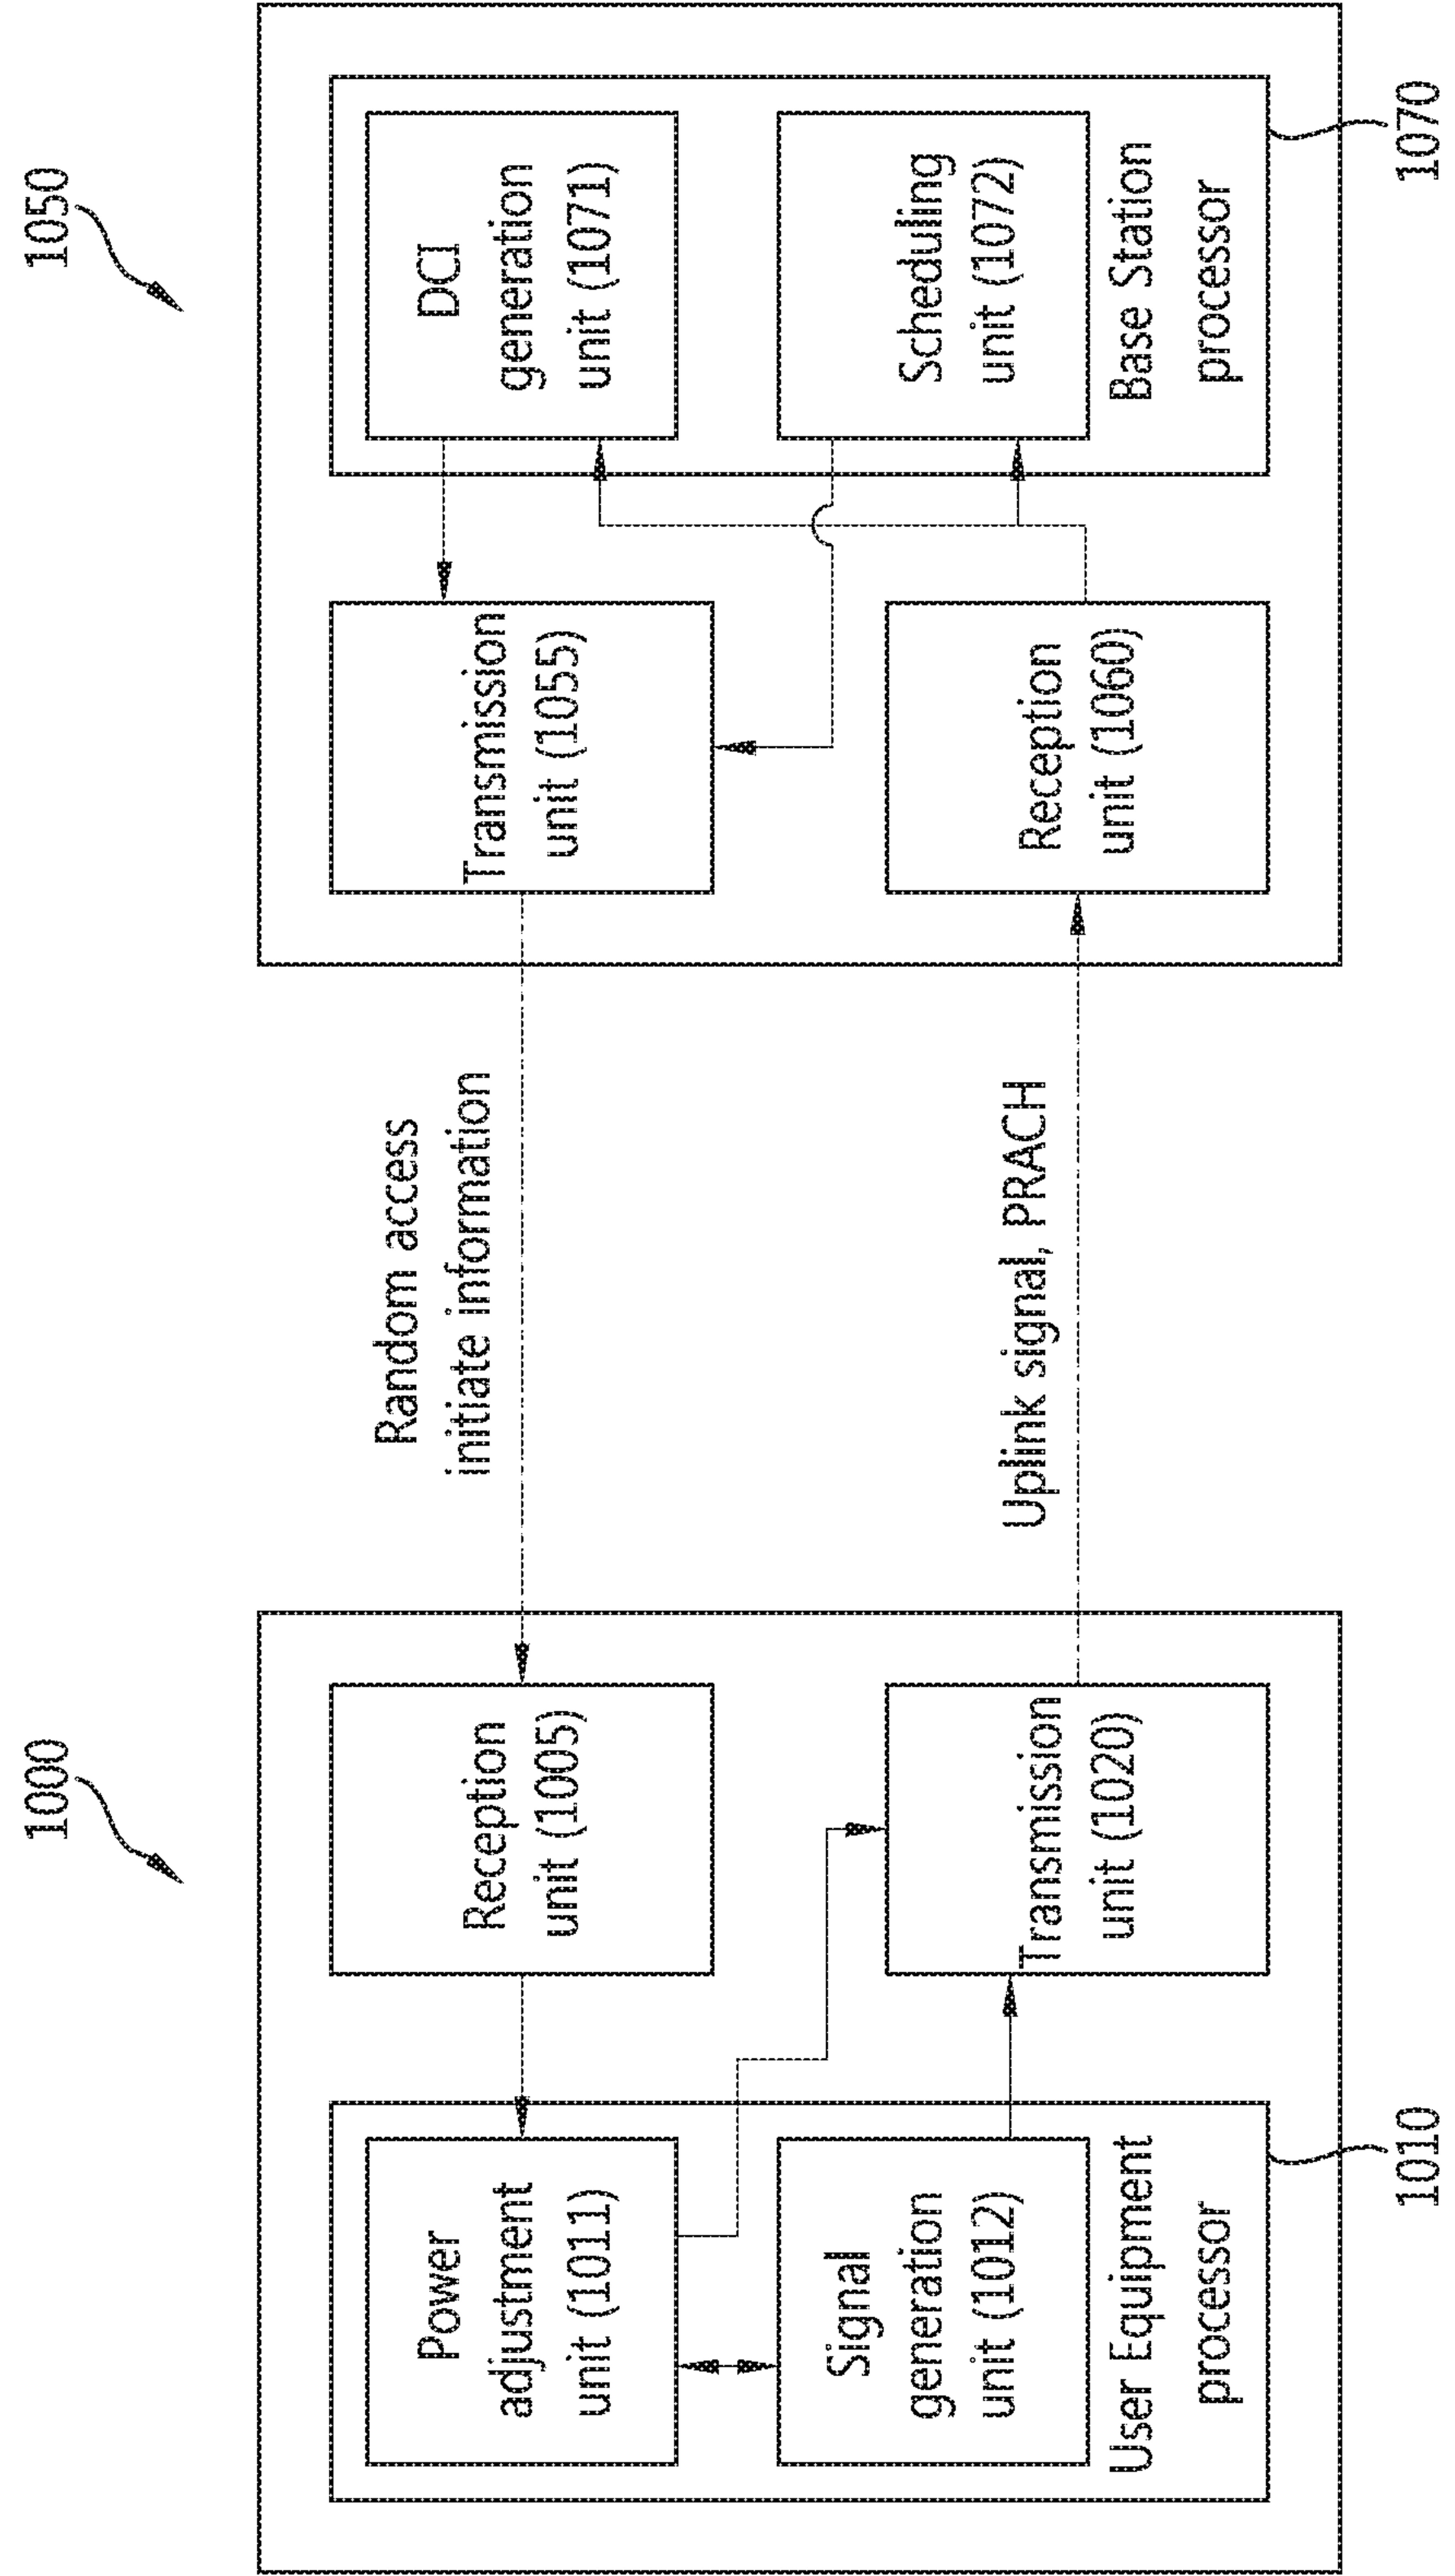 1000
1050
Power
adjustment
unit (1011)
Reception
unit (1005)
Random access
initiate information
Transmission
unit (1055)
DCI
generation
unit (1071)
Signal
generation
unit (1012)
User Equipment
processor
Transmission
unit (1020)
Uplink signal, PRACH
Reception
unit (1060)
Scheduling
unit (1072)
Base Station
processor
1010
1070